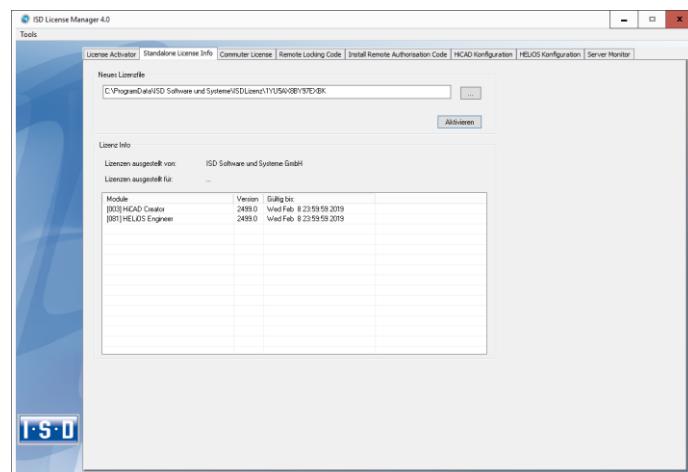 ISD License Manager 4.0
Tools
License Activator Standalone License Info Commuter License Remote Locking Code Install Remote Authorisation Code HiCAD Konfiguration HELiOS Konfiguration Server Monitor
Neues Lizenzfile
C:\ProgramData\ISD Software und Systeme\ISDLizenz\1YU5AX8BY97EXBK
...
Aktivieren
Lizenz Info
Lizenzen ausgestellt von: ISD Software und Systeme GmbH
Lizenzen ausgestellt für: ...
Module Version Gültig bis:
[003] HiCAD Creator 2499.0 Wed Feb 8 23:59:59 2019
[081] HELiOS Engineer 2499.0 Wed Feb 8 23:59:59 2019
I·S·D